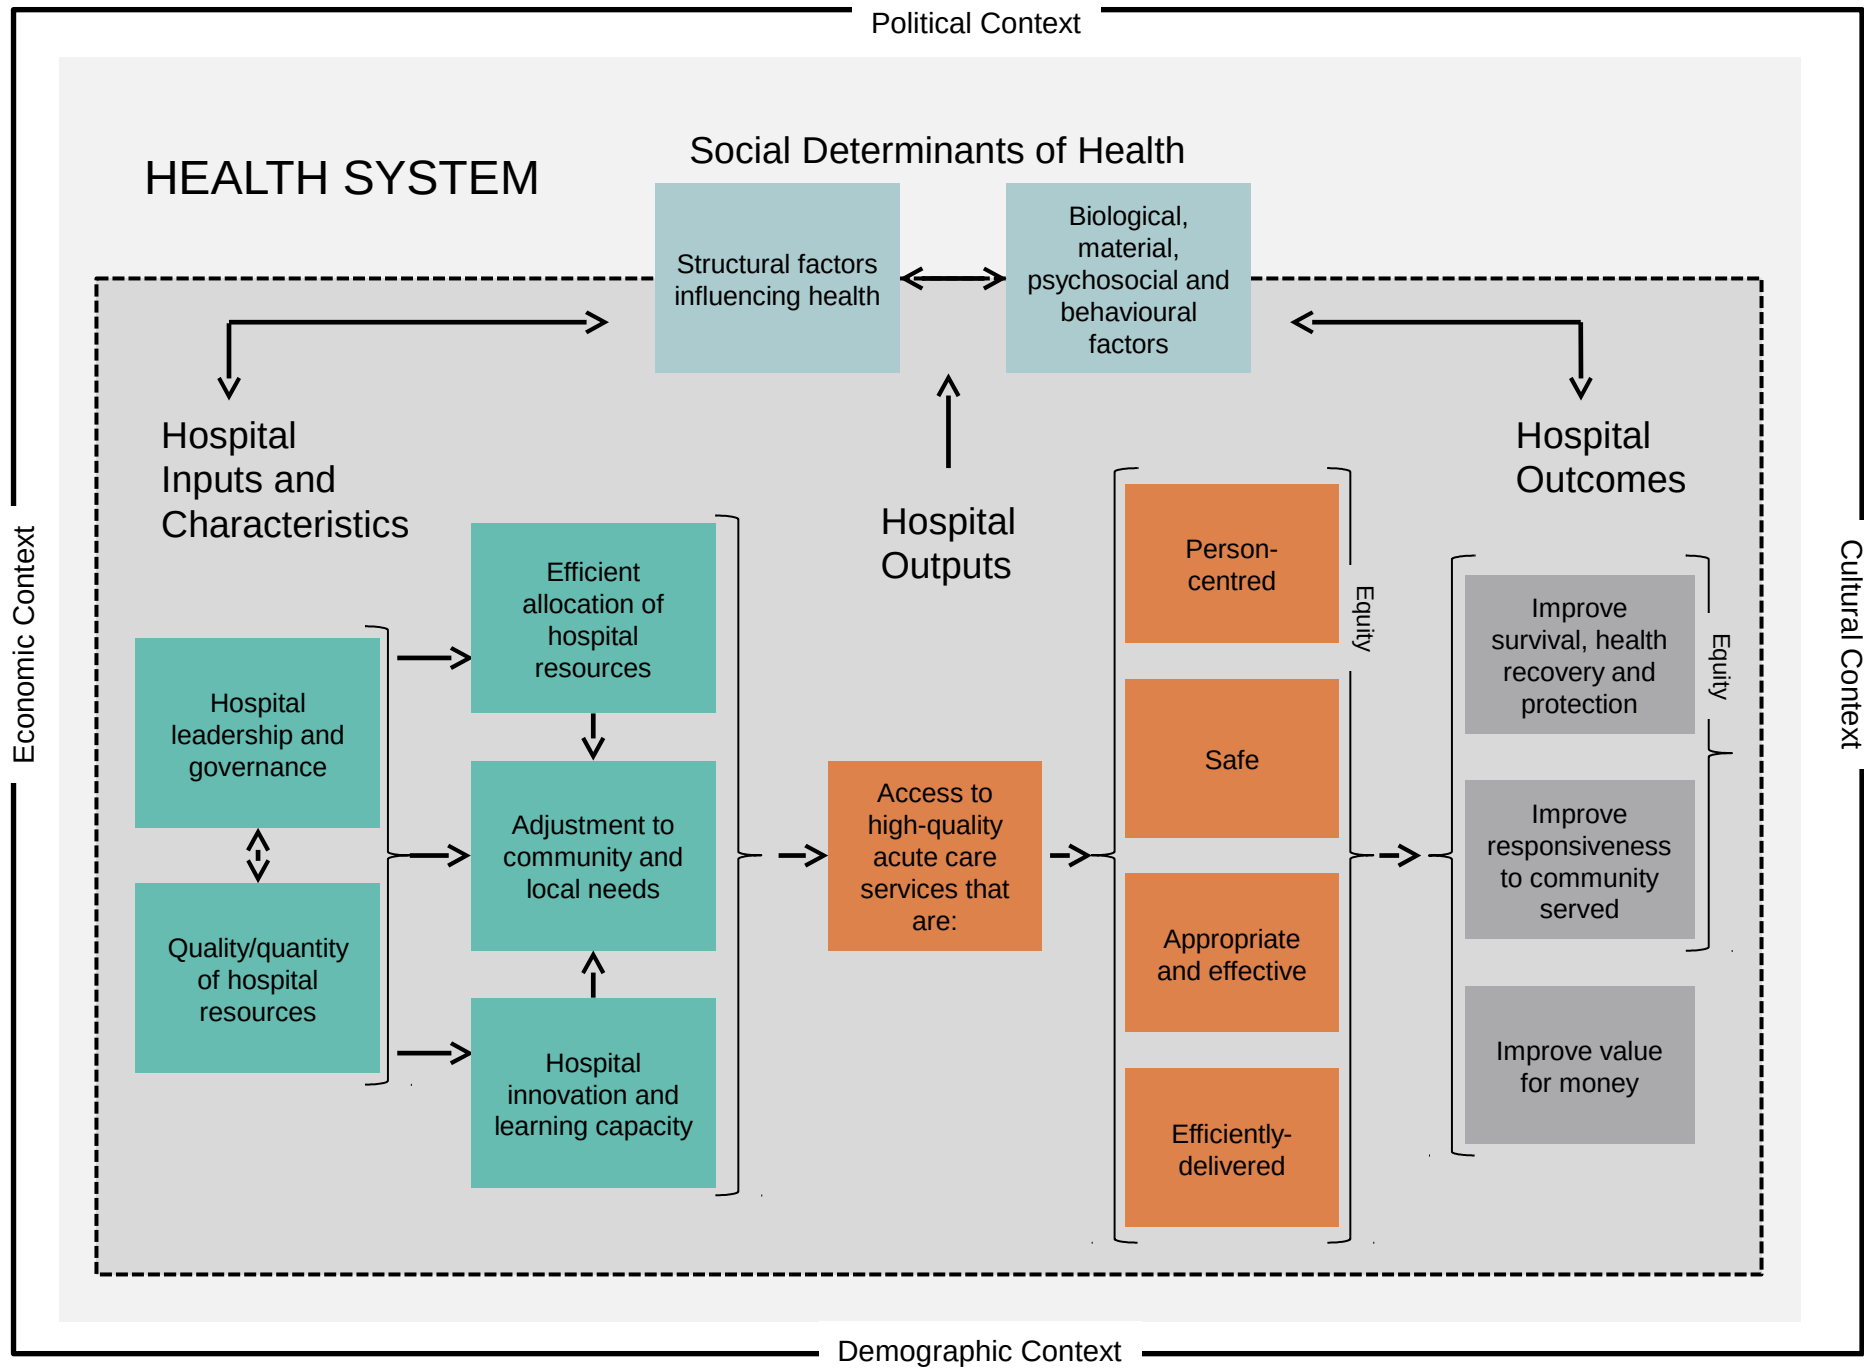 Political Context
HEALTH SYSTEM
Social Determinants of Health
Structural factors
influencing health
Biological,
material,
psychosocial and
behavioural
factors
Hospital
Inputs and
Characteristics
Hospital
leadership and
governance
Quality/quantity
of hospital
resources
Efficient
allocation of
hospital
resources
Adjustment to
community and
local needs
Hospital
innovation and
learning capacity
Hospital
Outputs
Access to
high-quality
acute care
services that
are:
Person-
centred
Safe
Appropriate
and effective
Efficiently-
delivered
Equity
Hospital
Outcomes
Improve
survival, health
recovery and
protection
Improve
responsiveness
to community
served
Improve value
for money
Equity
Economic Context
Cultural Context
Demographic Context